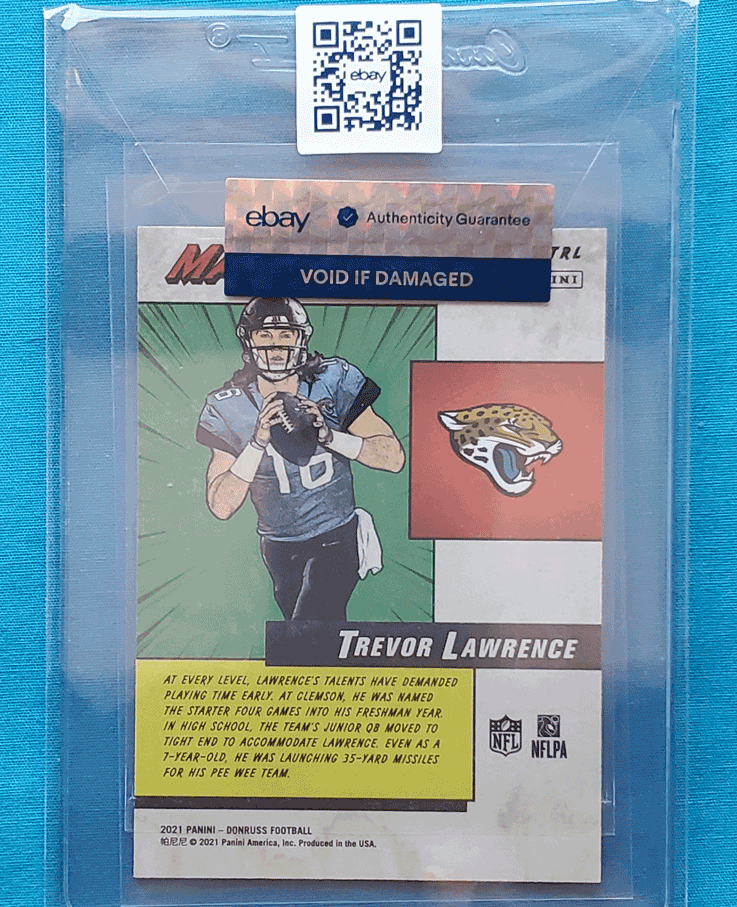 ebay
ebay Authenticity Guarantee
VOID IF DAMAGED
16
TREVOR LAWRENCE
AT EVERY LEVEL, LAWRENCE'S TALENTS HAVE DEMANDED
PLAYING TIME EARLY. AT CLEMSON, HE WAS NAMED
THE STARTER FOUR GAMES INTO HIS FRESHMAN YEAR.
IN HIGH SCHOOL, THE TEAM'S JUNIOR QB MOVED TO
TIGHT END TO ACCOMMODATE LAWRENCE. EVEN AS A
7-YEAR-OLD, HE WAS LAUNCHING 35-YARD MISSILES
FOR HIS PEE WEE TEAM.
NFL
NFLPA
2021 PANINI – DONRUSS FOOTBALL
帕尼尼 © 2021 Panini America, Inc. Produced in the USA.